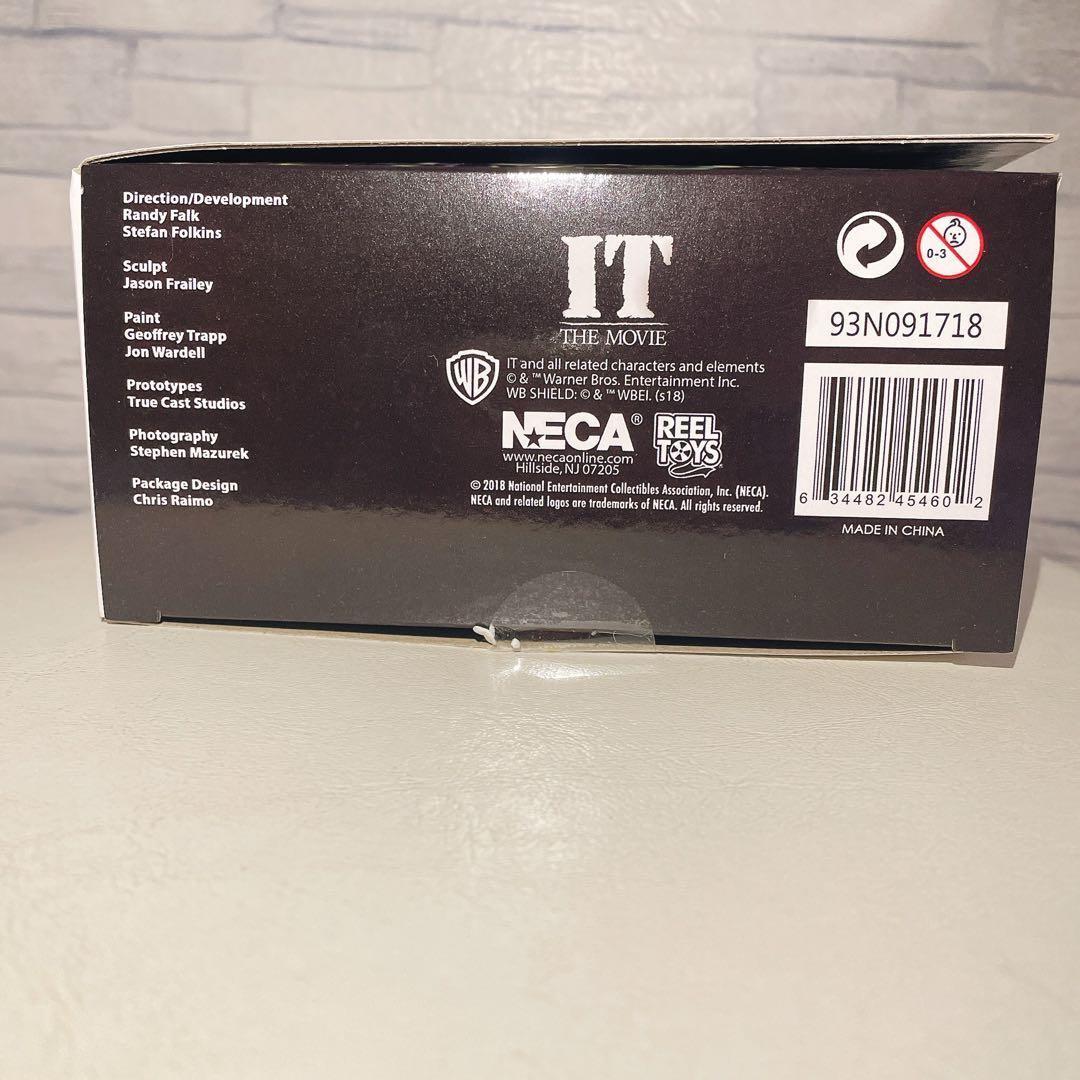 Direction/Development
Randy Falk
Stefan Folkins
Sculpt
Jason Frailey
Paint
Geoffrey Trapp
Jon Wardell
Prototypes
True Cast Studios
Photography
Stephen Mazurek
Package Design
Chris Raimo
IT
THE MOVIE
WB
IT and all related characters and elements
© & ™ Warner Bros. Entertainment Inc.
WB SHIELD: © & ™ WBEI. (s18)
NECA®
REEL
TOYS
www.necaonline.com
Hillside, NJ 07205
© 2018 National Entertainment Collectibles Association, Inc. (NECA).
NECA and related logos are trademarks of NECA. All rights reserved.
0-3
93N091718
6 34482 45460 2
MADE IN CHINA